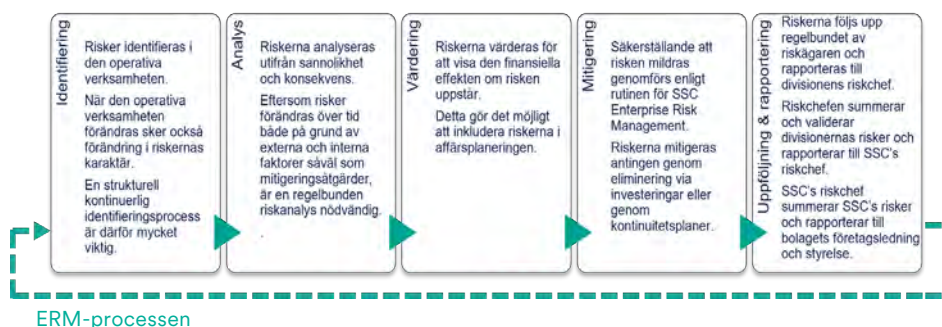 Identifiering
Risker identifieras i
den operativa
verksamheten.
När den operativa
verksamheten
förändras sker också
förändring i riskernas
karaktär.
En strukturell
kontinuerlig
identifieringsprocess
är därför mycket
viktig.
Analys
Riskerna analyseras
utifrån sannolikhet
och konsekvens.
Eftersom risker
förändras över tid
både på grund av
externa och interna
faktorer såväl som
mitigeringsåtgärder,
är en regelbunden
riskanalys nödvändig.
.
Värdering
Riskerna värderas för
att visa den finansiella
effekten om risken
uppstår.
Detta gör det möjligt
att inkludera riskerna i
affärsplaneringen.
Mitigering
Säkerställande att
risken mildras
genomförs enligt
rutinen för SSC
Enterprise Risk
Management.
Riskerna mitigeras
antingen genom
eliminering via
investeringar eller
genom
kontinuitetsplaner.
Uppföljning & rapportering
Riskerna följs upp
regelbundet av
riskägaren och
rapporteras till
divisionens riskchef.
Riskchefen summerar
och validerar
divisionernas risker och
rapporterar till SSC's
riskchef.
SSC's riskchef
summerar SSC's risker
och rapporterar till
bolagets företagsledning
och styrelse.
ERM-processen